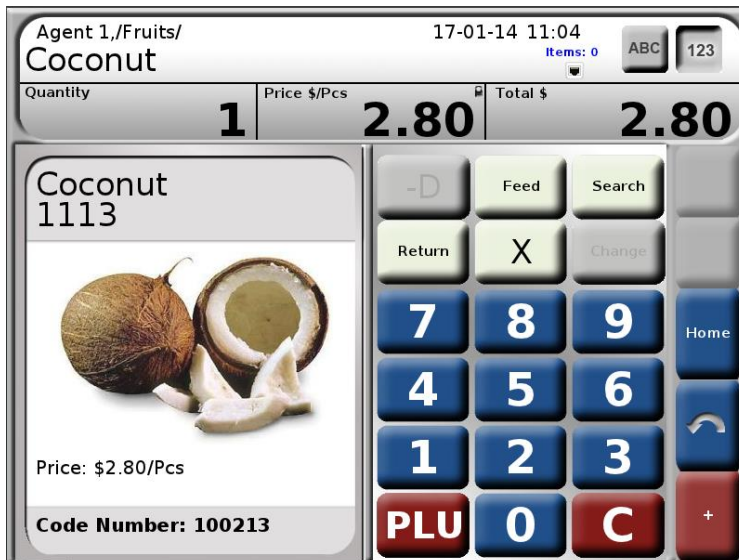 Agent 1,/Fruits/
17-01-14 11:04
Coconut
Items: 0
ABC
123
Quantity
1
Price $/Pcs
2.80
Total $
2.80
Coconut
1113
Price: $2.80/Pcs
Code Number: 100213
-D
Feed
Search
Return
X
Change
7
8
9
Home
4
5
6
1
2
3
PLU
0
C
+